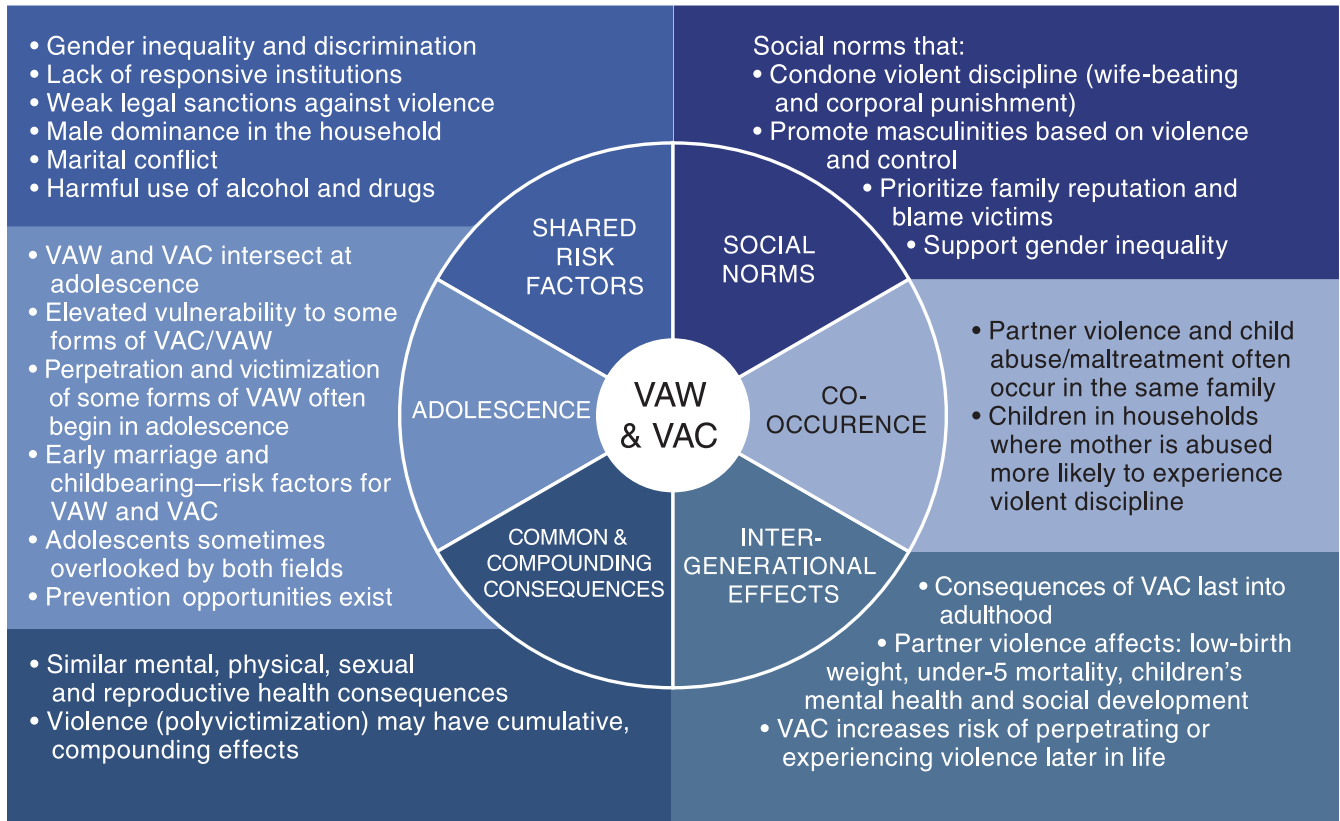 • Gender inequality and discrimination
• Lack of responsive institutions
• Weak legal sanctions against violence
• Male dominance in the household
• Marital conflict
• Harmful use of alcohol and drugs
Social norms that:
• Condone violent discipline (wife-beating
and corporal punishment)
• Promote masculinities based on violence
and control
• Prioritize family reputation and
blame victims
• Support gender inequality
SHARED
RISK
FACTORS
SOCIAL
NORMS
• VAW and VAC intersect at
adolescence
• Elevated vulnerability to some
forms of VAC/VAW
• Perpetration and victimization
of some forms of VAW often
begin in adolescence
• Early marriage and
childbearing—risk factors for
VAW and VAC
• Adolescents sometimes
overlooked by both fields
• Prevention opportunities exist
ADOLESCENCE
VAW
& VAC
CO-
OCCURENCE
• Partner violence and child
abuse/maltreatment often
occur in the same family
• Children in households
where mother is abused
more likely to experience
violent discipline
COMMON &
COMPOUNDING
CONSEQUENCES
INTER-
GENERATIONAL
EFFECTS
• Similar mental, physical, sexual
and reproductive health consequences
• Violence (polyvictimization) may have cumulative,
compounding effects
• Consequences of VAC last into
adulthood
• Partner violence affects: low-birth
weight, under-5 mortality, children’s
mental health and social development
• VAC increases risk of perpetrating or
experiencing violence later in life